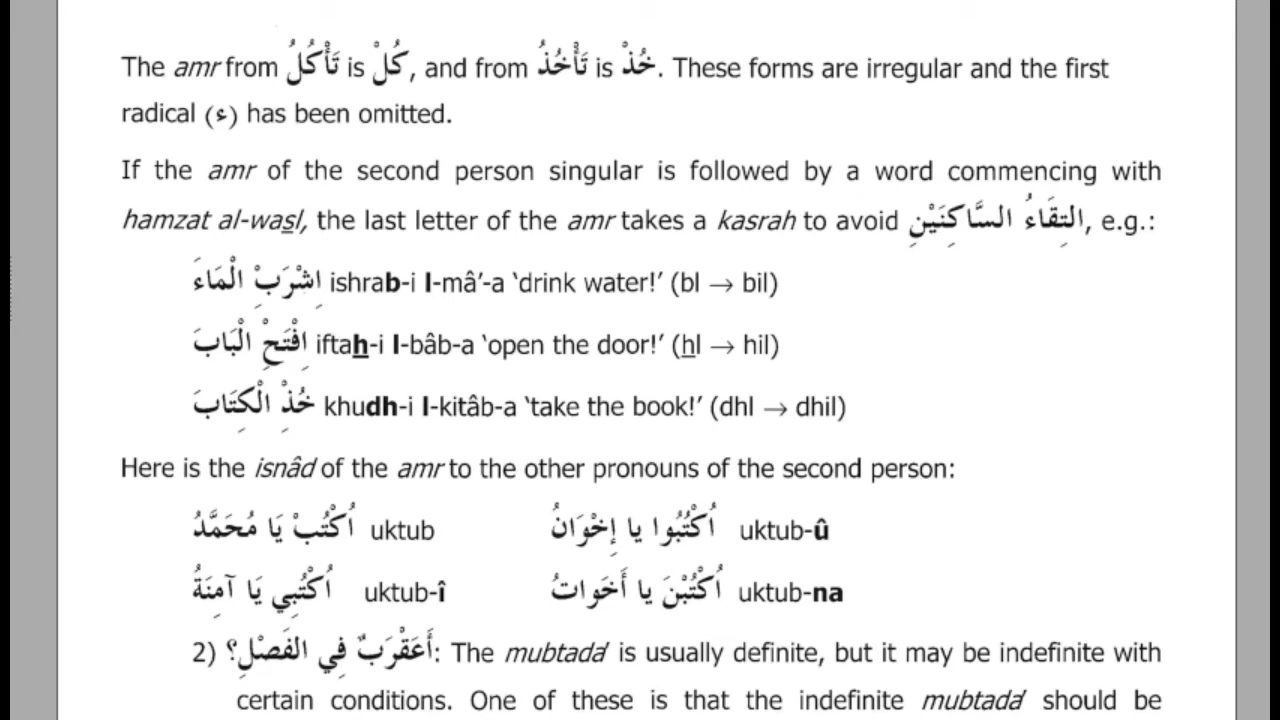 The amr from تَأْكُلُ is كُلْ, and from تَأْخُذُ is خُذْ. These forms are irregular and the first
radical (ء) has been omitted.
If the amr of the second person singular is followed by a word commencing with
hamzat al-wasl, the last letter of the amr takes a kasrah to avoid التِقَاءُ السَّاكِنَيْنِ, e.g.:
اِشْرَبِْ الْمَاءَ ishrab-i l-mâ’-a ‘drink water!’ (bl → bil)
اِفْتَحِْ الْبَابَ iftah-i l-bâb-a ‘open the door!’ (hl → hil)
خُذِْ الْكِتَابَ khudh-i l-kitâb-a ‘take the book!’ (dhl → dhil)
Here is the isnâd of the amr to the other pronouns of the second person:
اُكْتُبْ يَا مُحَمَّدُ uktub اُكْتُبُوا يا إِخْوَانُ uktub-û
اُكْتُبِي يَا آمِنَةُ uktub-î اُكْتُبْنَ يا أَخَواتُ uktub-na
2) أَعَقْرَبٌ فِي الفَصْلِ؟: The mubtada’ is usually definite, but it may be indefinite with
certain conditions. One of these is that the indefinite mubtada’ should be